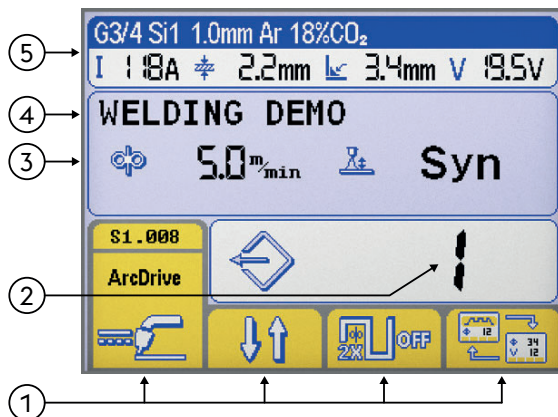 G3/4 Si1 1.0mm Ar 18%CO₂
5 I 118A 2.2mm 3.4mm V 19.5V
4 WELDING DEMO
3 5.0 m/min Syn
S1.008
ArcDrive
2 1
2X OFF 12 34 V 12
1